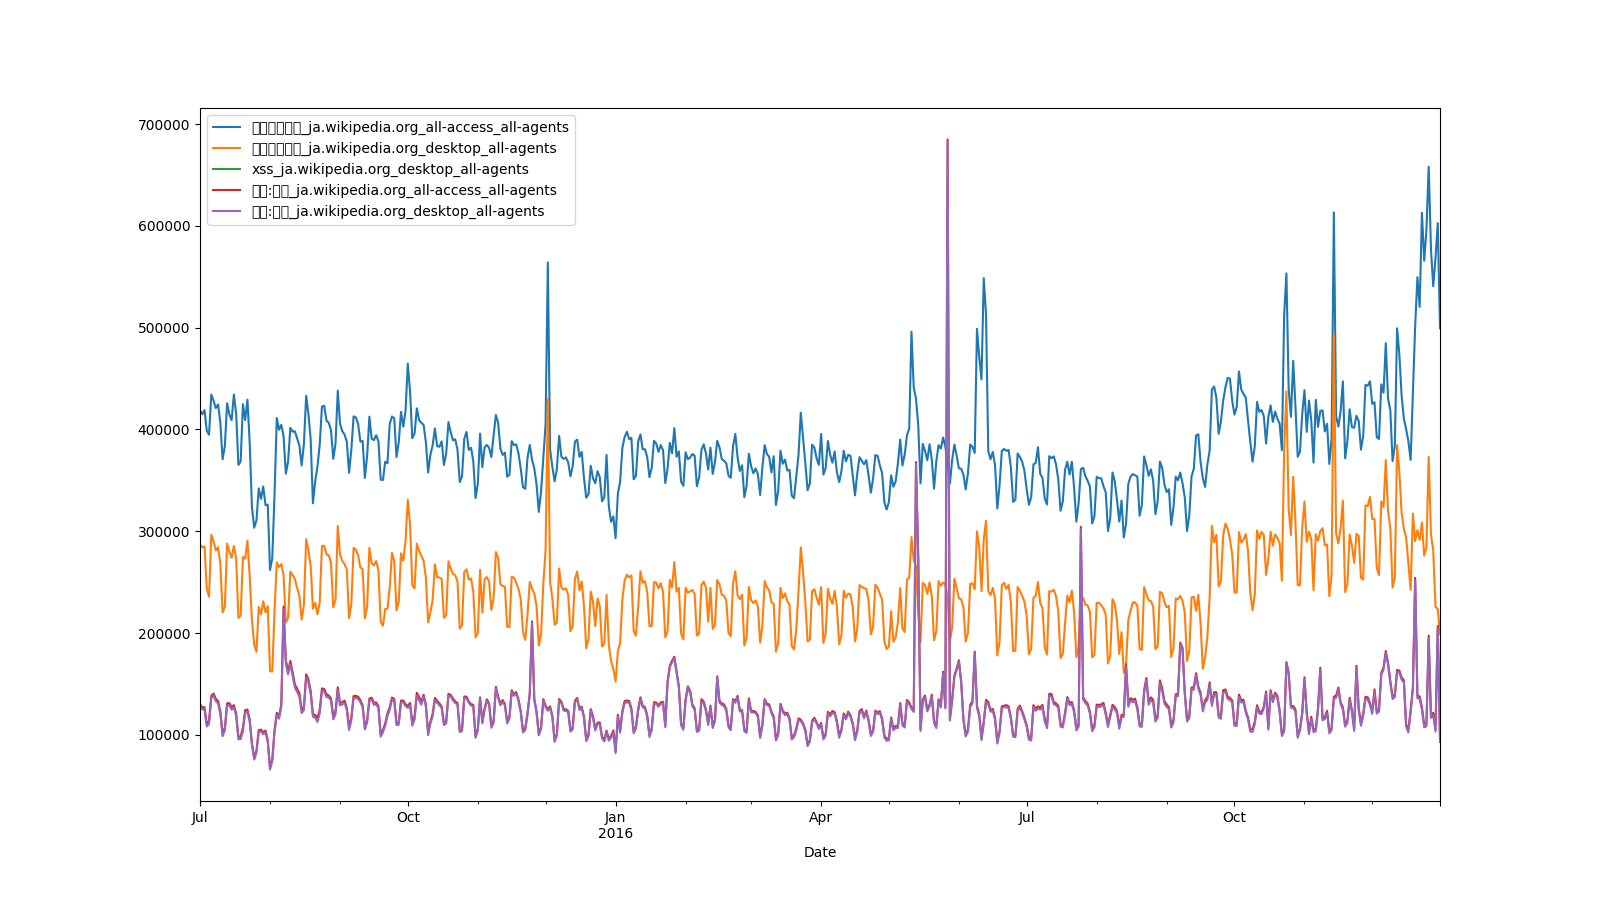 700000
600000
500000
400000
300000
200000
100000
_ja.wikipedia.org_all-access_all-agents
_ja.wikipedia.org_desktop_all-agents
xss_ja.wikipedia.org_desktop_all-agents
:_ja.wikipedia.org_all-access_all-agents
:_ja.wikipedia.org_desktop_all-agents
Jul Oct Jan Apr Jul Oct
2016
Date